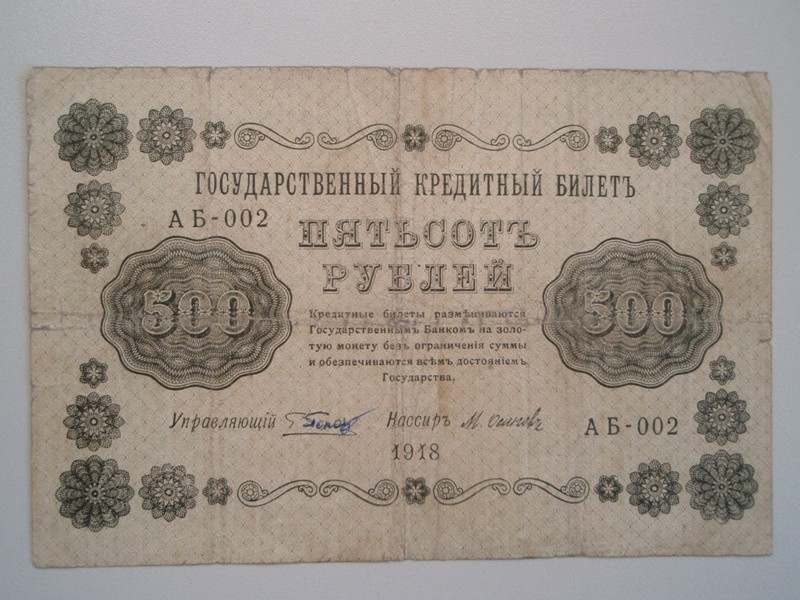 ГОСУДАРСТВЕННЫЙ КРЕДИТНЫЙ БИЛЕТЪ
АБ-002
ПЯТЬСОТЪ
РУБЛЕЙ
500
500
Кредитные билеты размѣниваются
Государственнымъ Банкомъ на золо-
тую монету безъ ограниченія суммы
и обезпечиваются всѣмъ достояніемъ
Государства.
Управляющій
Кассиръ М. Осиповъ
АБ-002
1918